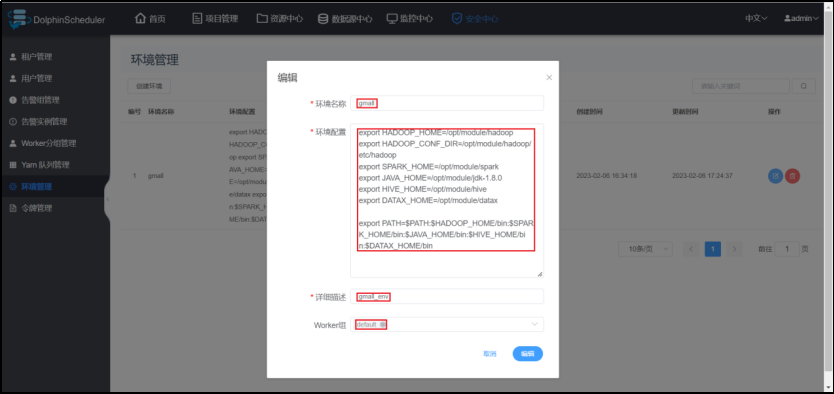 DolphinScheduler 首页 项目管理 资源中心 数据源中心 监控中心 安全中心 中文 admin
租户管理
用户管理
告警组管理
告警实例管理
Worker分组管理
Yarn 队列管理
环境管理
令牌管理
环境管理
创建环境 请输入关键词
编号 环境名称 环境配置 创建时间 更新时间 操作
export HADO
HADOOP_C
op export SP
AVA_HOME=
E=/opt/modul
e/datax expo
n:$SPARK_H
ME/bin:$DAT
1 gmall 2023-02-06 16:34:18 2023-02-06 17:24:37
10条/页 1 前往 1 页
编辑
* 环境名称 gmall
* 环境配置
export HADOOP_HOME=/opt/module/hadoop
export HADOOP_CONF_DIR=/opt/module/hadoop/
etc/hadoop
export SPARK_HOME=/opt/module/spark
export JAVA_HOME=/opt/module/jdk-1.8.0
export HIVE_HOME=/opt/module/hive
export DATAX_HOME=/opt/module/datax
export PATH=$PATH:$HADOOP_HOME/bin:$SPAR
K_HOME/bin:$JAVA_HOME/bin:$HIVE_HOME/bi
n:$DATAX_HOME/bin
* 详细描述 gmall_env
Worker组 default
取消 编辑